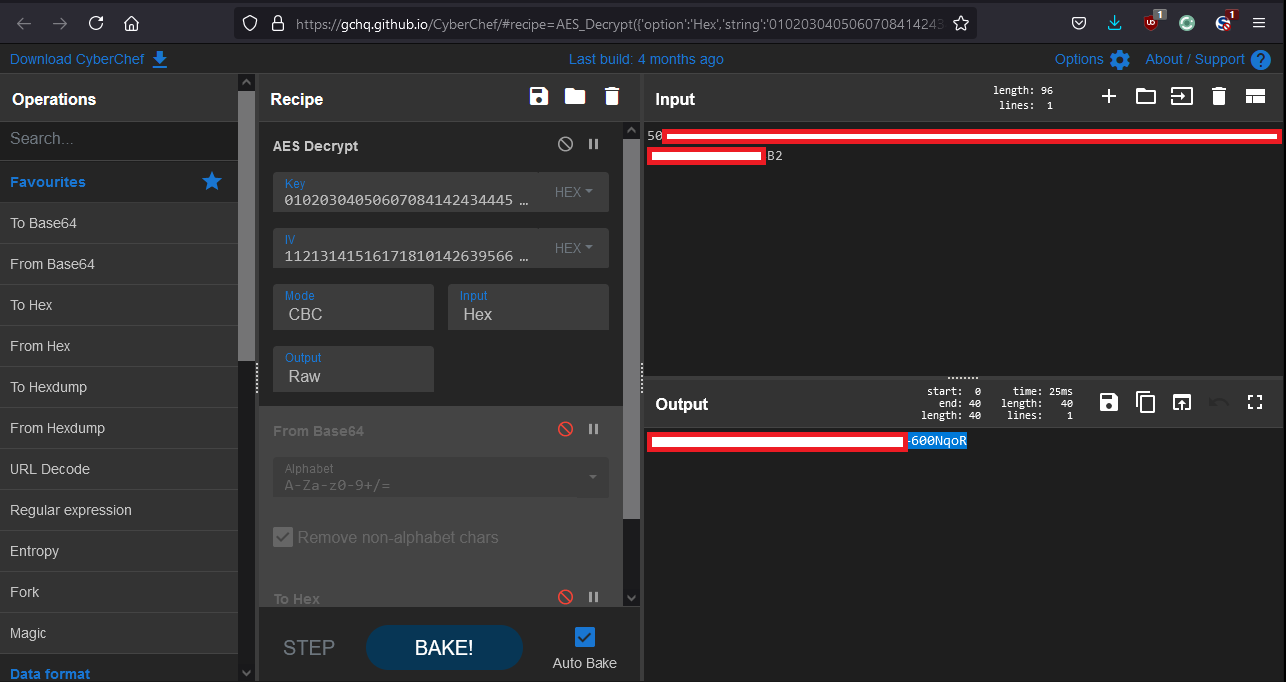 https://gchq.github.io/CyberChef/#recipe=AES_Decrypt({'option':'Hex','string':'0102030405060708414243
1
1
Download CyberChef
Last build: 4 months ago
Options
About / Support
Operations
Search...
Favourites
To Base64
From Base64
To Hex
From Hex
To Hexdump
From Hexdump
URL Decode
Regular expression
Entropy
Fork
Magic
Data format
Recipe
AES Decrypt
Key
01020304050607084142434445 …
HEX
IV
11213141516171810142639566 …
HEX
Mode
CBC
Input
Hex
Output
Raw
From Base64
Alphabet
A-Za-z0-9+/=
Remove non-alphabet chars
To Hex
STEP
BAKE!
Auto Bake
Input
length: 96
lines: 1
50
B2
Output
start: 0
end: 40
length: 40
time: 25ms
length: 40
lines: 1
-600NqoR